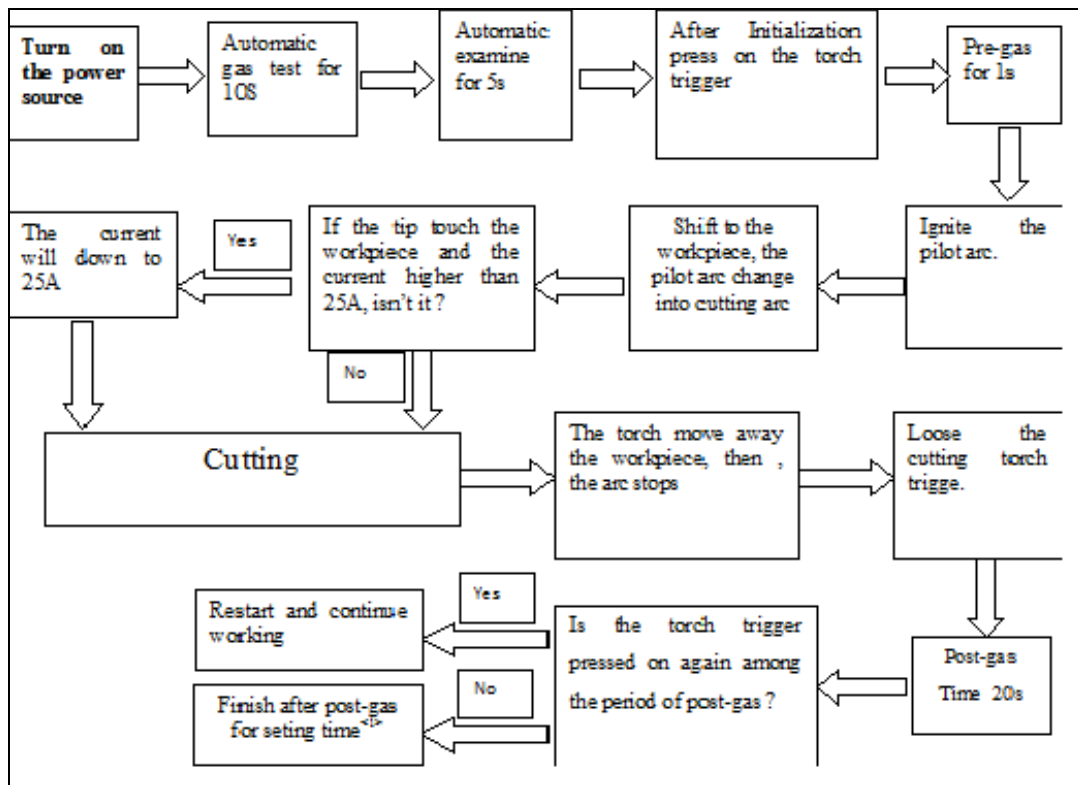 Turn on
the power
source
Automatic
gas test for
10S
Automatic
examine
for 5s
After Initialization
press on the torch
trigger
Pre-gas
for 1s
Ignite the
pilot arc.
Shift to the
workpiece, the
pilot arc change
into cutting arc
If the tip touch the
workpiece and the
current higher than
25A, isn't it ?
Yes
The current
will down to
25A
No
Cutting
The torch move away
the workpiece, then ,
the arc stops
Loose the
cutting torch
trigge.
Post-gas
Time 20s
Is the torch trigger
pressed on again among
the period of post-gas ?
Yes
Restart and continue
working
No
Finish after post-gas
for seting time<1>